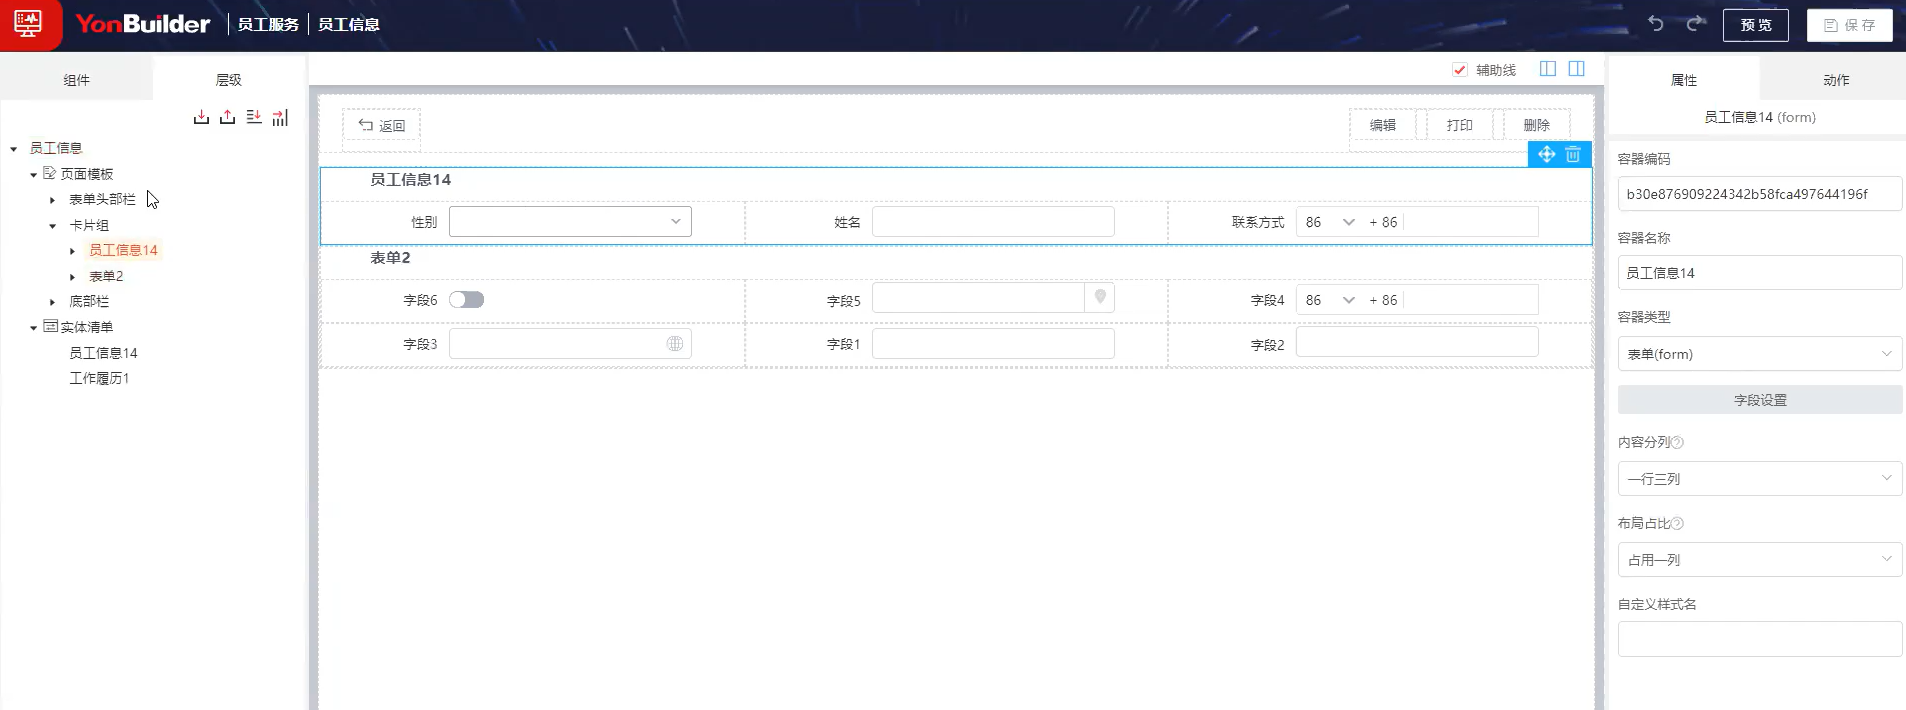 YonBuilder 员工服务 员工信息 预览 保存
组件 层级
辅助线
属性 动作
员工信息
页面模板
表单头部栏
卡片组
员工信息14
表单2
底部栏
实体清单
员工信息14
工作履历1
返回 编辑 打印 删除
员工信息14
性别 姓名 联系方式 86 + 86
表单2
字段6 字段5 字段4 86 + 86
字段3 字段1 字段2
员工信息14 (form)
容器编码
b30e876909224342b58fca497644196f
容器名称
员工信息14
容器类型
表单(form)
字段设置
内容分列
一行三列
布局占比
占用一列
自定义样式名